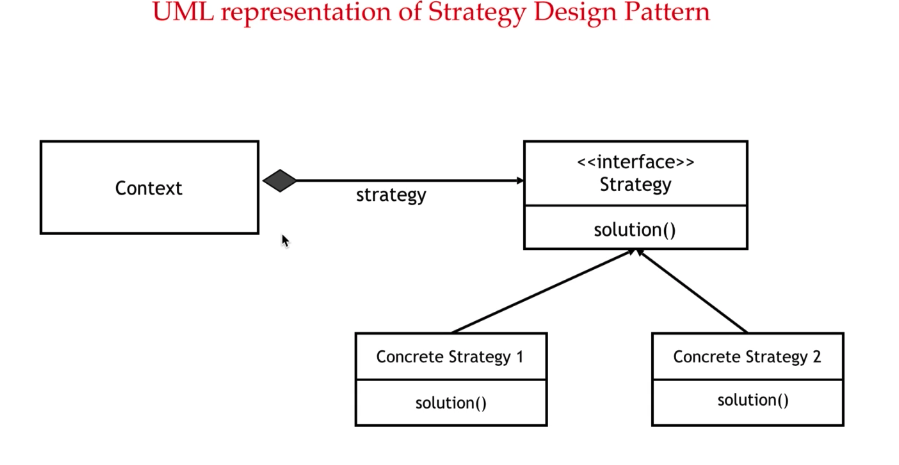 UML representation of Strategy Design Pattern
Context
strategy
<<interface>>
Strategy
solution()
Concrete Strategy 1
solution()
Concrete Strategy 2
solution()